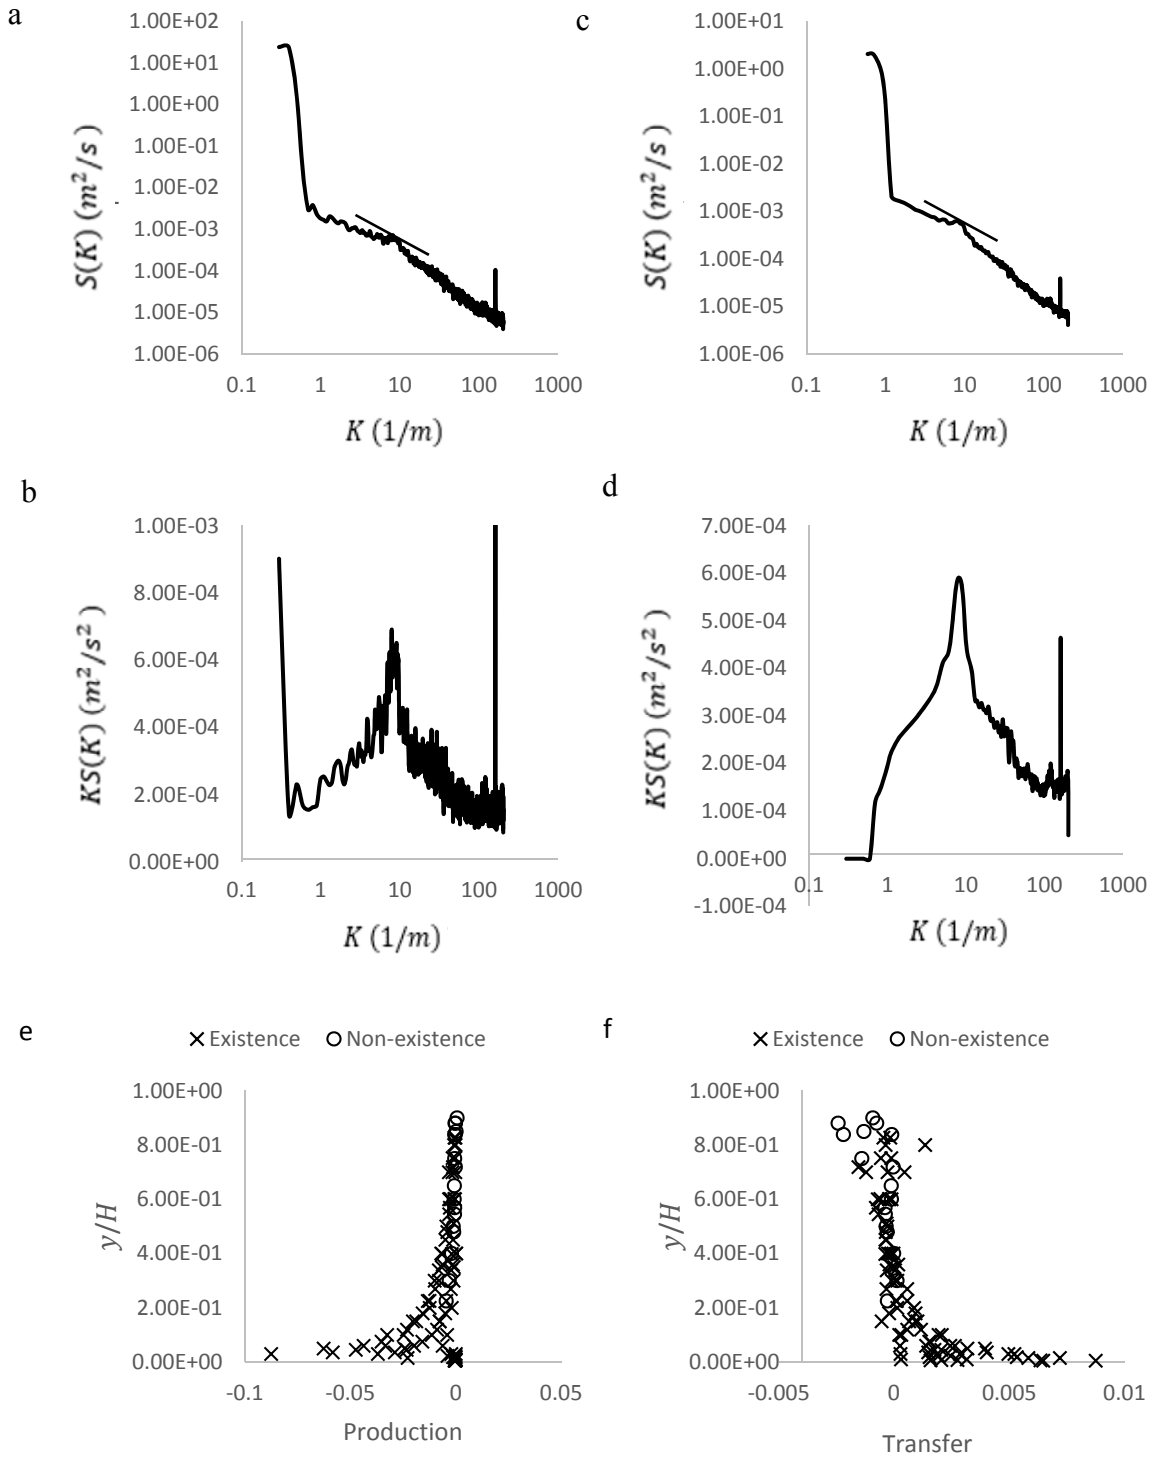 a
1.00E+02
1.00E+01
1.00E+00
1.00E-01
1.00E-02
1.00E-03
1.00E-04
1.00E-05
1.00E-06
S(K) (m²/s)
0.1 1 10 100 1000
K (1/m)
c
1.00E+01
1.00E+00
1.00E-01
1.00E-02
1.00E-03
1.00E-04
1.00E-05
1.00E-06
S(K) (m²/s)
0.1 1 10 100 1000
K (1/m)
b
1.00E-03
8.00E-04
6.00E-04
4.00E-04
2.00E-04
0.00E+00
KS(K) (m²/s²)
0.1 1 10 100 1000
K (1/m)
d
7.00E-04
6.00E-04
5.00E-04
4.00E-04
3.00E-04
2.00E-04
1.00E-04
0.00E+00
-1.00E-04
KS(K) (m²/s²)
0.1 1 10 100 1000
K (1/m)
e
Existence Non-existence
1.00E+00
8.00E-01
6.00E-01
4.00E-01
2.00E-01
0.00E+00
y/H
-0.1 -0.05 0 0.05
Production
f
Existence Non-existence
1.00E+00
8.00E-01
6.00E-01
4.00E-01
2.00E-01
0.00E+00
y/H
-0.005 0 0.005 0.01
Transfer